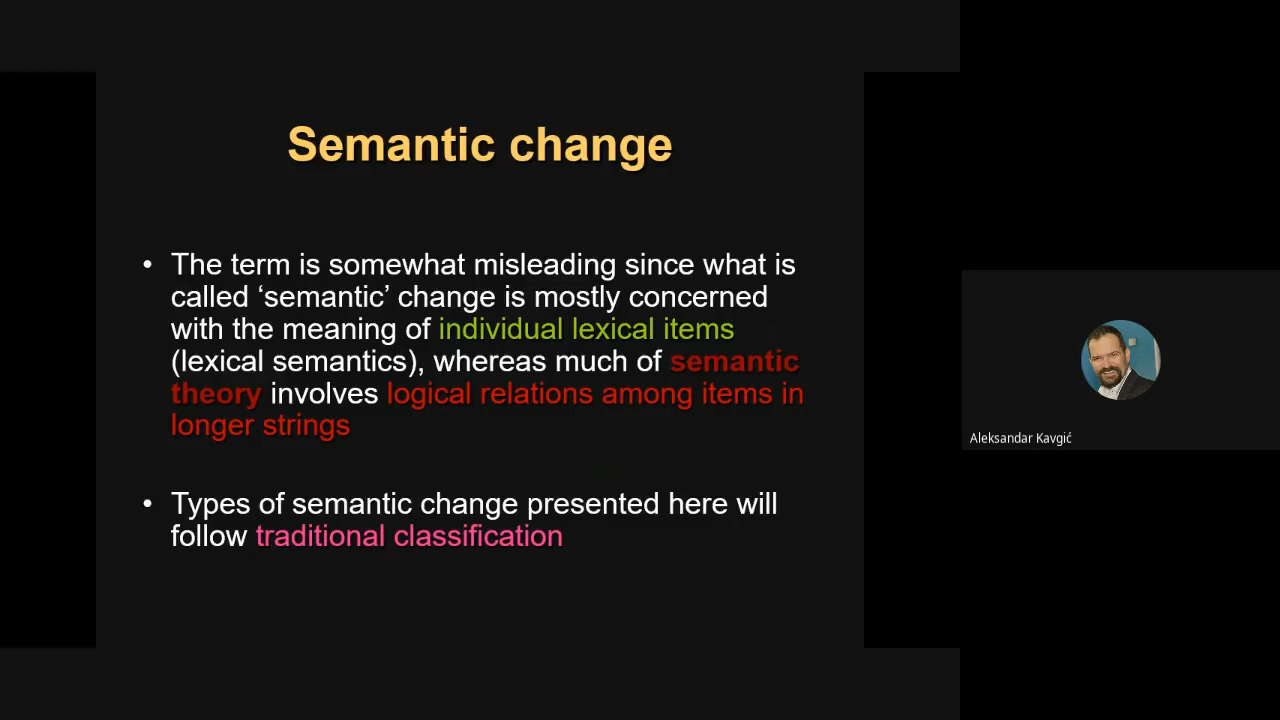 Semantic change
• The term is somewhat misleading since what is
called ‘semantic’ change is mostly concerned
with the meaning of individual lexical items
(lexical semantics), whereas much of semantic
theory involves logical relations among items in
longer strings
• Types of semantic change presented here will
follow traditional classification
Aleksandar Kavgić